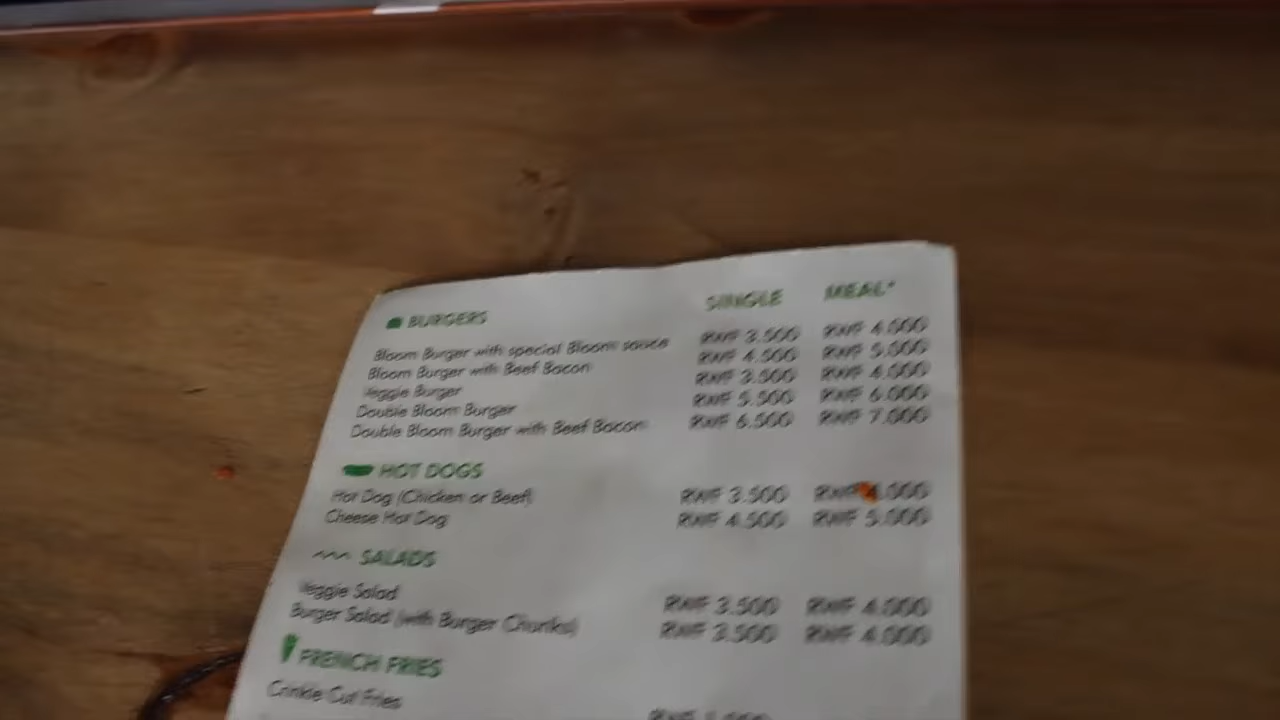 BURGERS SINGLE MEAL*
Bloom Burger with special Bloom sauce RWF 3.500 RWF 4.000
Bloom Burger with Beef Bacon RWF 4.500 RWF 5.000
Veggie Burger RWF 3.500 RWF 4.000
Double Bloom Burger RWF 5.500 RWF 6.000
Double Bloom Burger with Beef Bacon RWF 6.500 RWF 7.000
HOT DOGS
Hot Dog (Chicken or Beef) RWF 3.500 RWF 4.000
Cheese Hot Dog RWF 4.500 RWF 5.000
SALADS
Veggie Salad RWF 3.500 RWF 4.000
Burger Salad (with Burger Chunks) RWF 3.500 RWF 4.000
FRENCH FRIES
Crinkle Cut Fries RWF